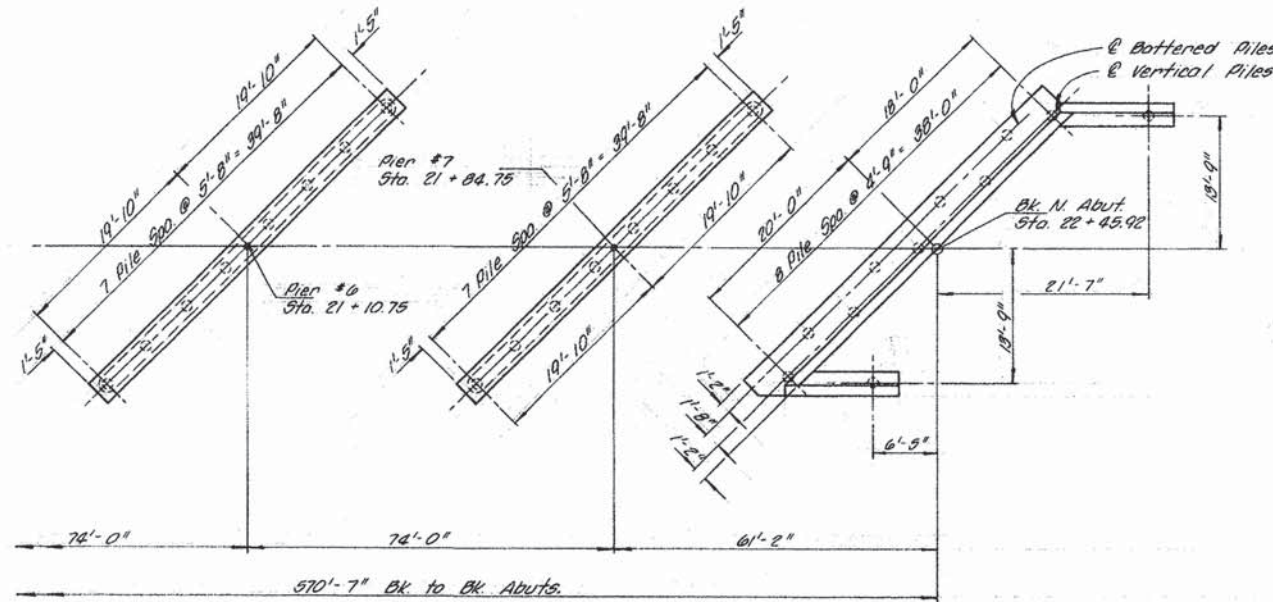 1'-5"
19'-10"
19'-10"
7 Pile Spa. @ 5'-8" = 39'-8"
1'-5"
Pier #6
Sta. 21 + 10.75
Pier #7
Sta. 21 + 84.75
1'-5"
7 Pile Spa. @ 5'-8" = 39'-8"
19'-10"
19'-10"
1'-5"
18'-0"
20'-0"
8 Pile Spa. @ 4'-9" = 38'-0"
℄ Battered Piles
℄ Vertical Piles
13'-9"
Bk. N. Abut.
Sta. 22 + 45.92
21'-7"
13'-9"
1'-2"
1'-8"
1'-2"
6'-5"
74'-0"
74'-0"
61'-2"
570'-7" Bk. to Bk. Abuts.